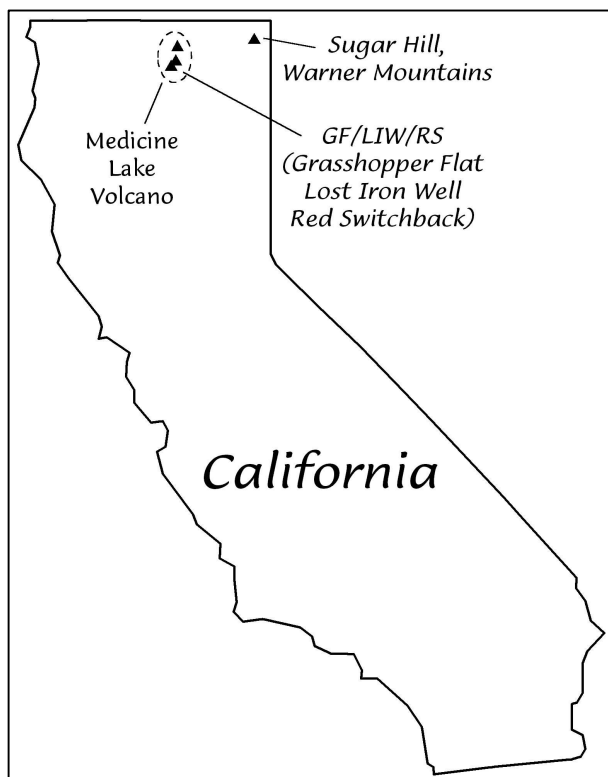 Sugar Hill,
Warner Mountains
Medicine
Lake
Volcano
GF/LIW/RS
(Grasshopper Flat
Lost Iron Well
Red Switchback)
California